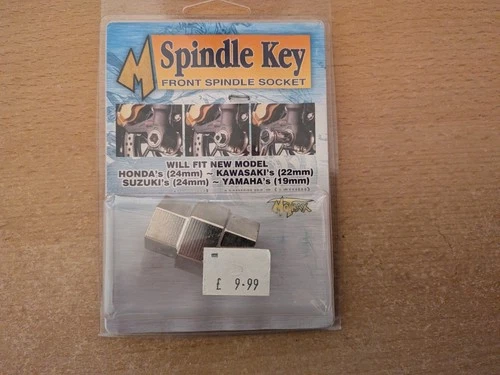 M Spindle Key
FRONT SPINDLE SOCKET
WILL FIT NEW MODEL
HONDA's (24mm) ~ KAWASAKI's (22mm)
SUZUKI's (24mm) ~ YAMAHA's (19mm)
£ 9-99